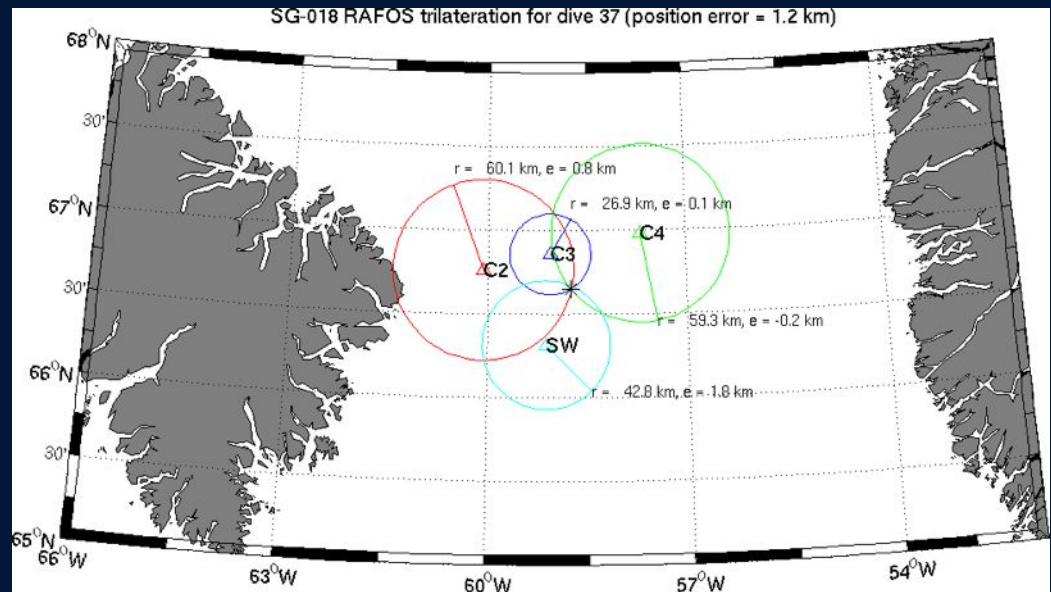 SG-018 RAFOS trilateration for dive 37 (position error = 1.2 km)
68°N
30'
67°N
30'
66°N
30'
65°N
r = 60.1 km, e = 0.8 km
r = 26.9 km, e = 0.1 km
C4
C3
C2
r = 59.3 km, e = -0.2 km
SW
r = 42.8 km, e = 1.8 km
66°W
63°W
60°W
57°W
54°W